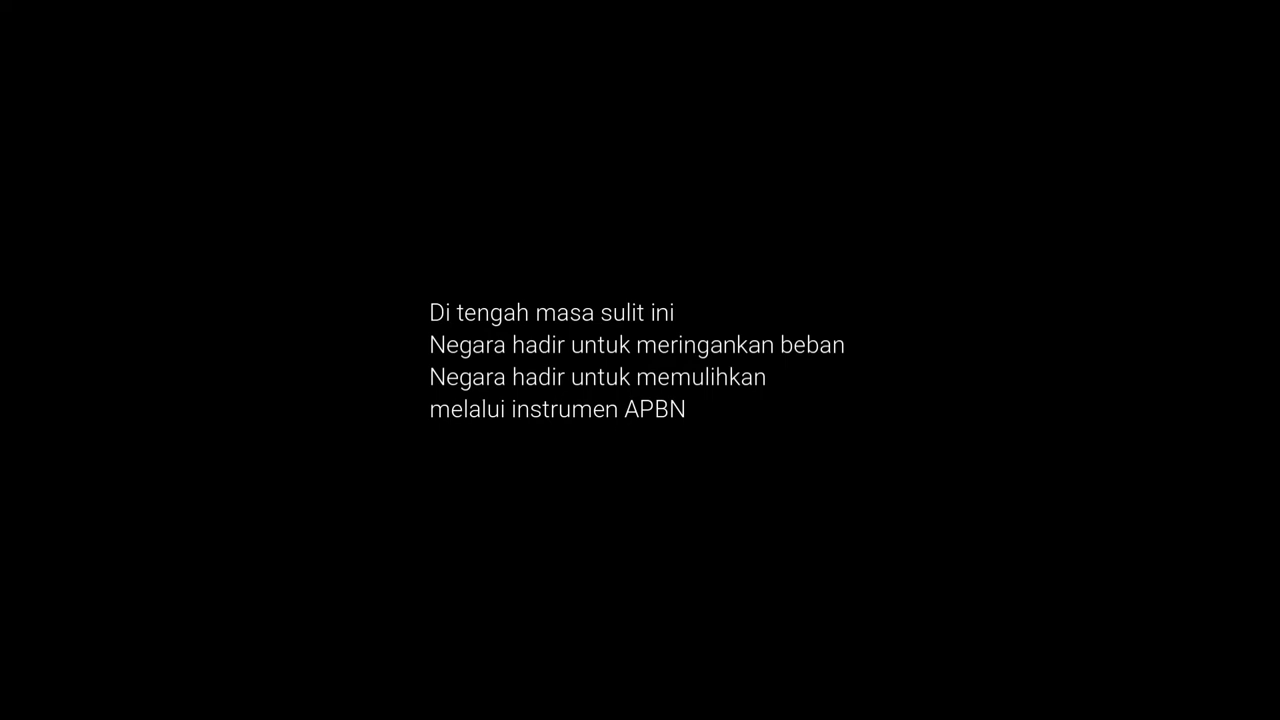 Di tengah masa sulit ini
Negara hadir untuk meringankan beban
Negara hadir untuk memulihkan
melalui instrumen APBN